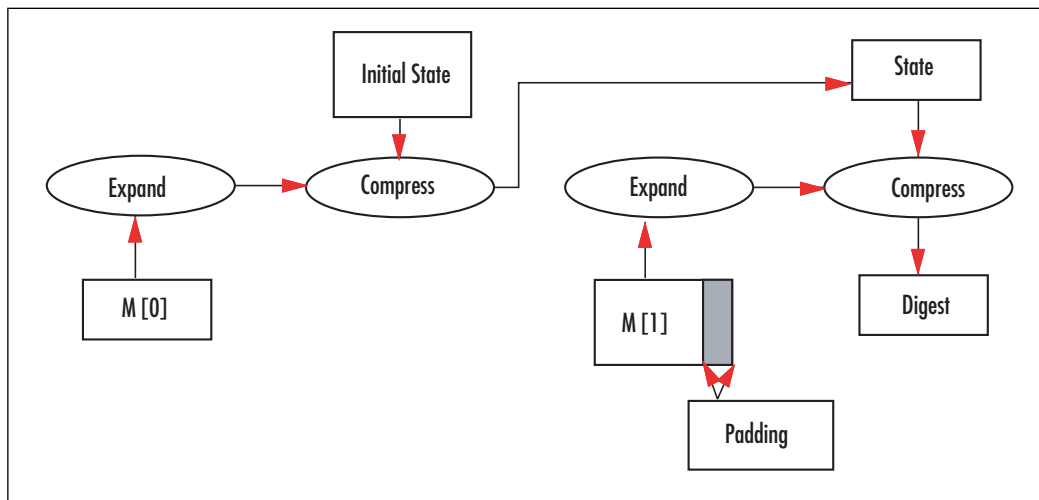 Initial State
State
Expand
Compress
Expand
Compress
M [0]
M [1]
Digest
Padding